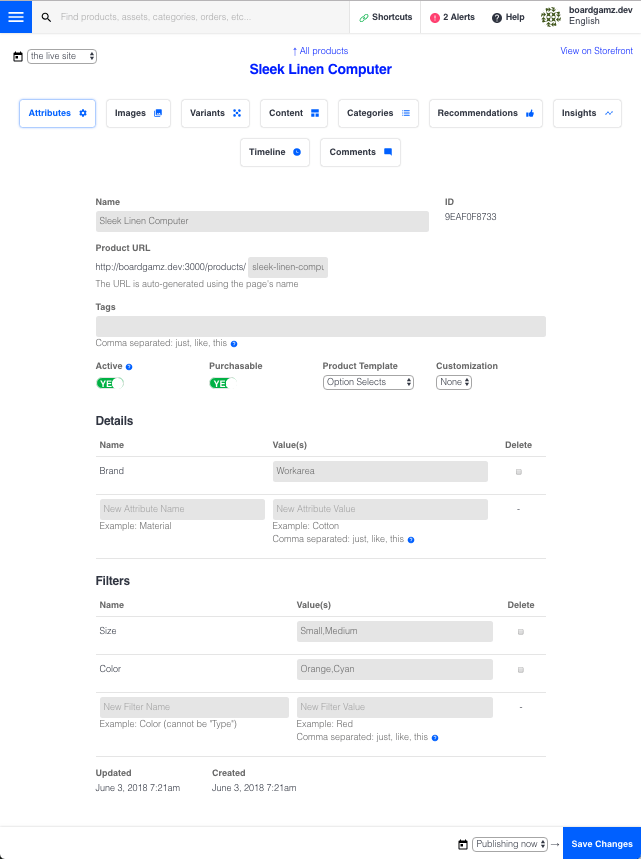 Find products, assets, categories, orders, etc...
Shortcuts
2 Alerts
Help
boardgamz.dev
English
the live site
↑ All products
View on Storefront
Sleek Linen Computer
Attributes
Images
Variants
Content
Categories
Recommendations
Insights
Timeline
Comments
Name
ID
Sleek Linen Computer
9EAF0F8733
Product URL
http://boardgamz.dev:3000/products/ sleek-linen-compu
The URL is auto-generated using the page's name
Tags
Comma separated: just, like, this ?
Active ? Purchasable Product Template Customization
YES YES Option Selects None
Details
Name Value(s) Delete
Brand Workarea
New Attribute Name New Attribute Value -
Example: Material Example: Cotton
Comma separated: just, like, this ?
Filters
Name Value(s) Delete
Size Small,Medium
Color Orange,Cyan
New Filter Name New Filter Value -
Example: Color (cannot be "Type") Example: Red
Comma separated: just, like, this ?
Updated Created
June 3, 2018 7:21am June 3, 2018 7:21am
Publishing now → Save Changes